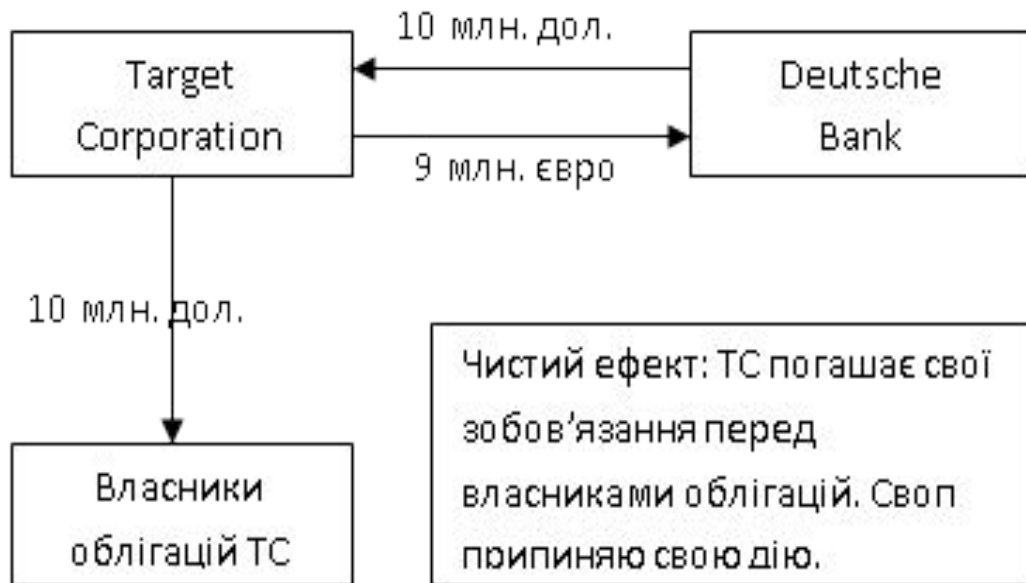 10 млн. дол.
Target
Corporation
Deutsche
Bank
9 млн. євро
10 млн. дол.
Чистий ефект: ТС погашає свої
зобов’язання перед
власниками облігацій. Своп
припиняю свою дію.
Власники
облігацій ТС